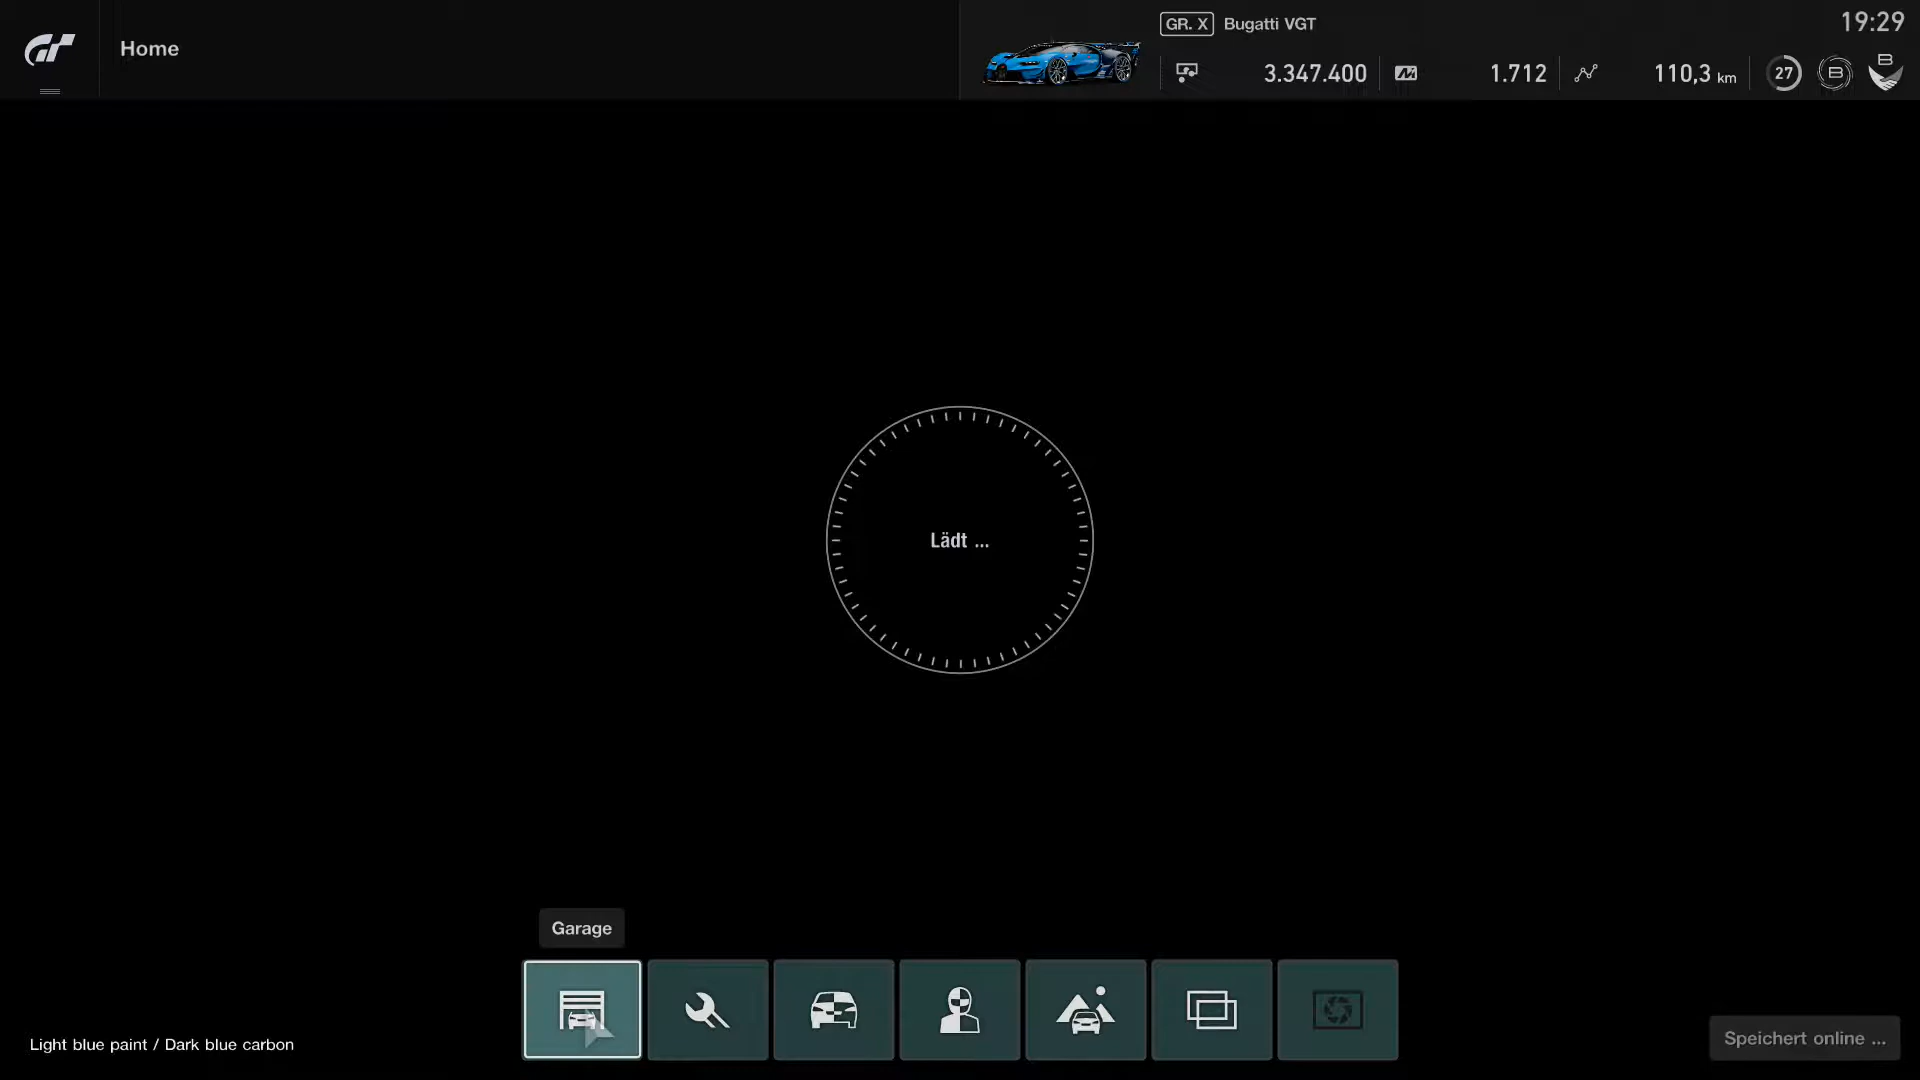 Home
GR. X Bugatti VGT
19:29
3.347.400
1.712
110,3 km
27
B
B
Lädt ...
Garage
Light blue paint / Dark blue carbon
Speichert online ...